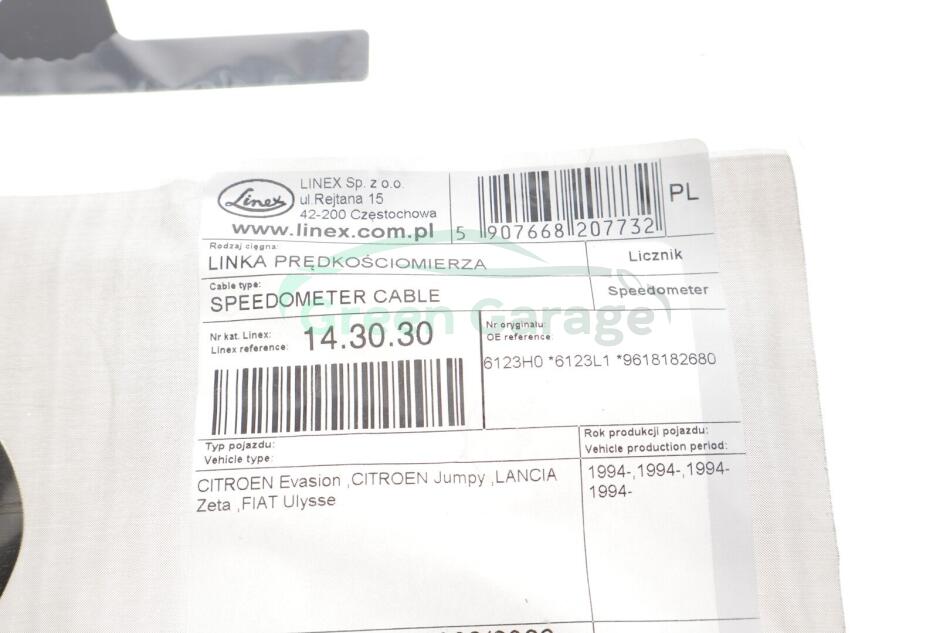 Linex
LINEX Sp. z o.o.
ul.Rejtana 15
42-200 Częstochowa
www.linex.com.pl
5 907668 207732
PL
Rodzaj cięgna:
LINKA PRĘDKOŚCIOMIERZA
Licznik
Cable type:
SPEEDOMETER CABLE
Speedometer
Green Garage
Nr kat. Linex:
Linex reference:
14.30.30
Nr oryginału:
OE reference:
6123H0 *6123L1 *9618182680
Typ pojazdu:
Vehicle type:
Rok produkcji pojazdu:
Vehicle production period:
CITROEN Evasion ,CITROEN Jumpy ,LANCIA
Zeta ,FIAT Ulysse
1994-,1994-,1994-
1994-